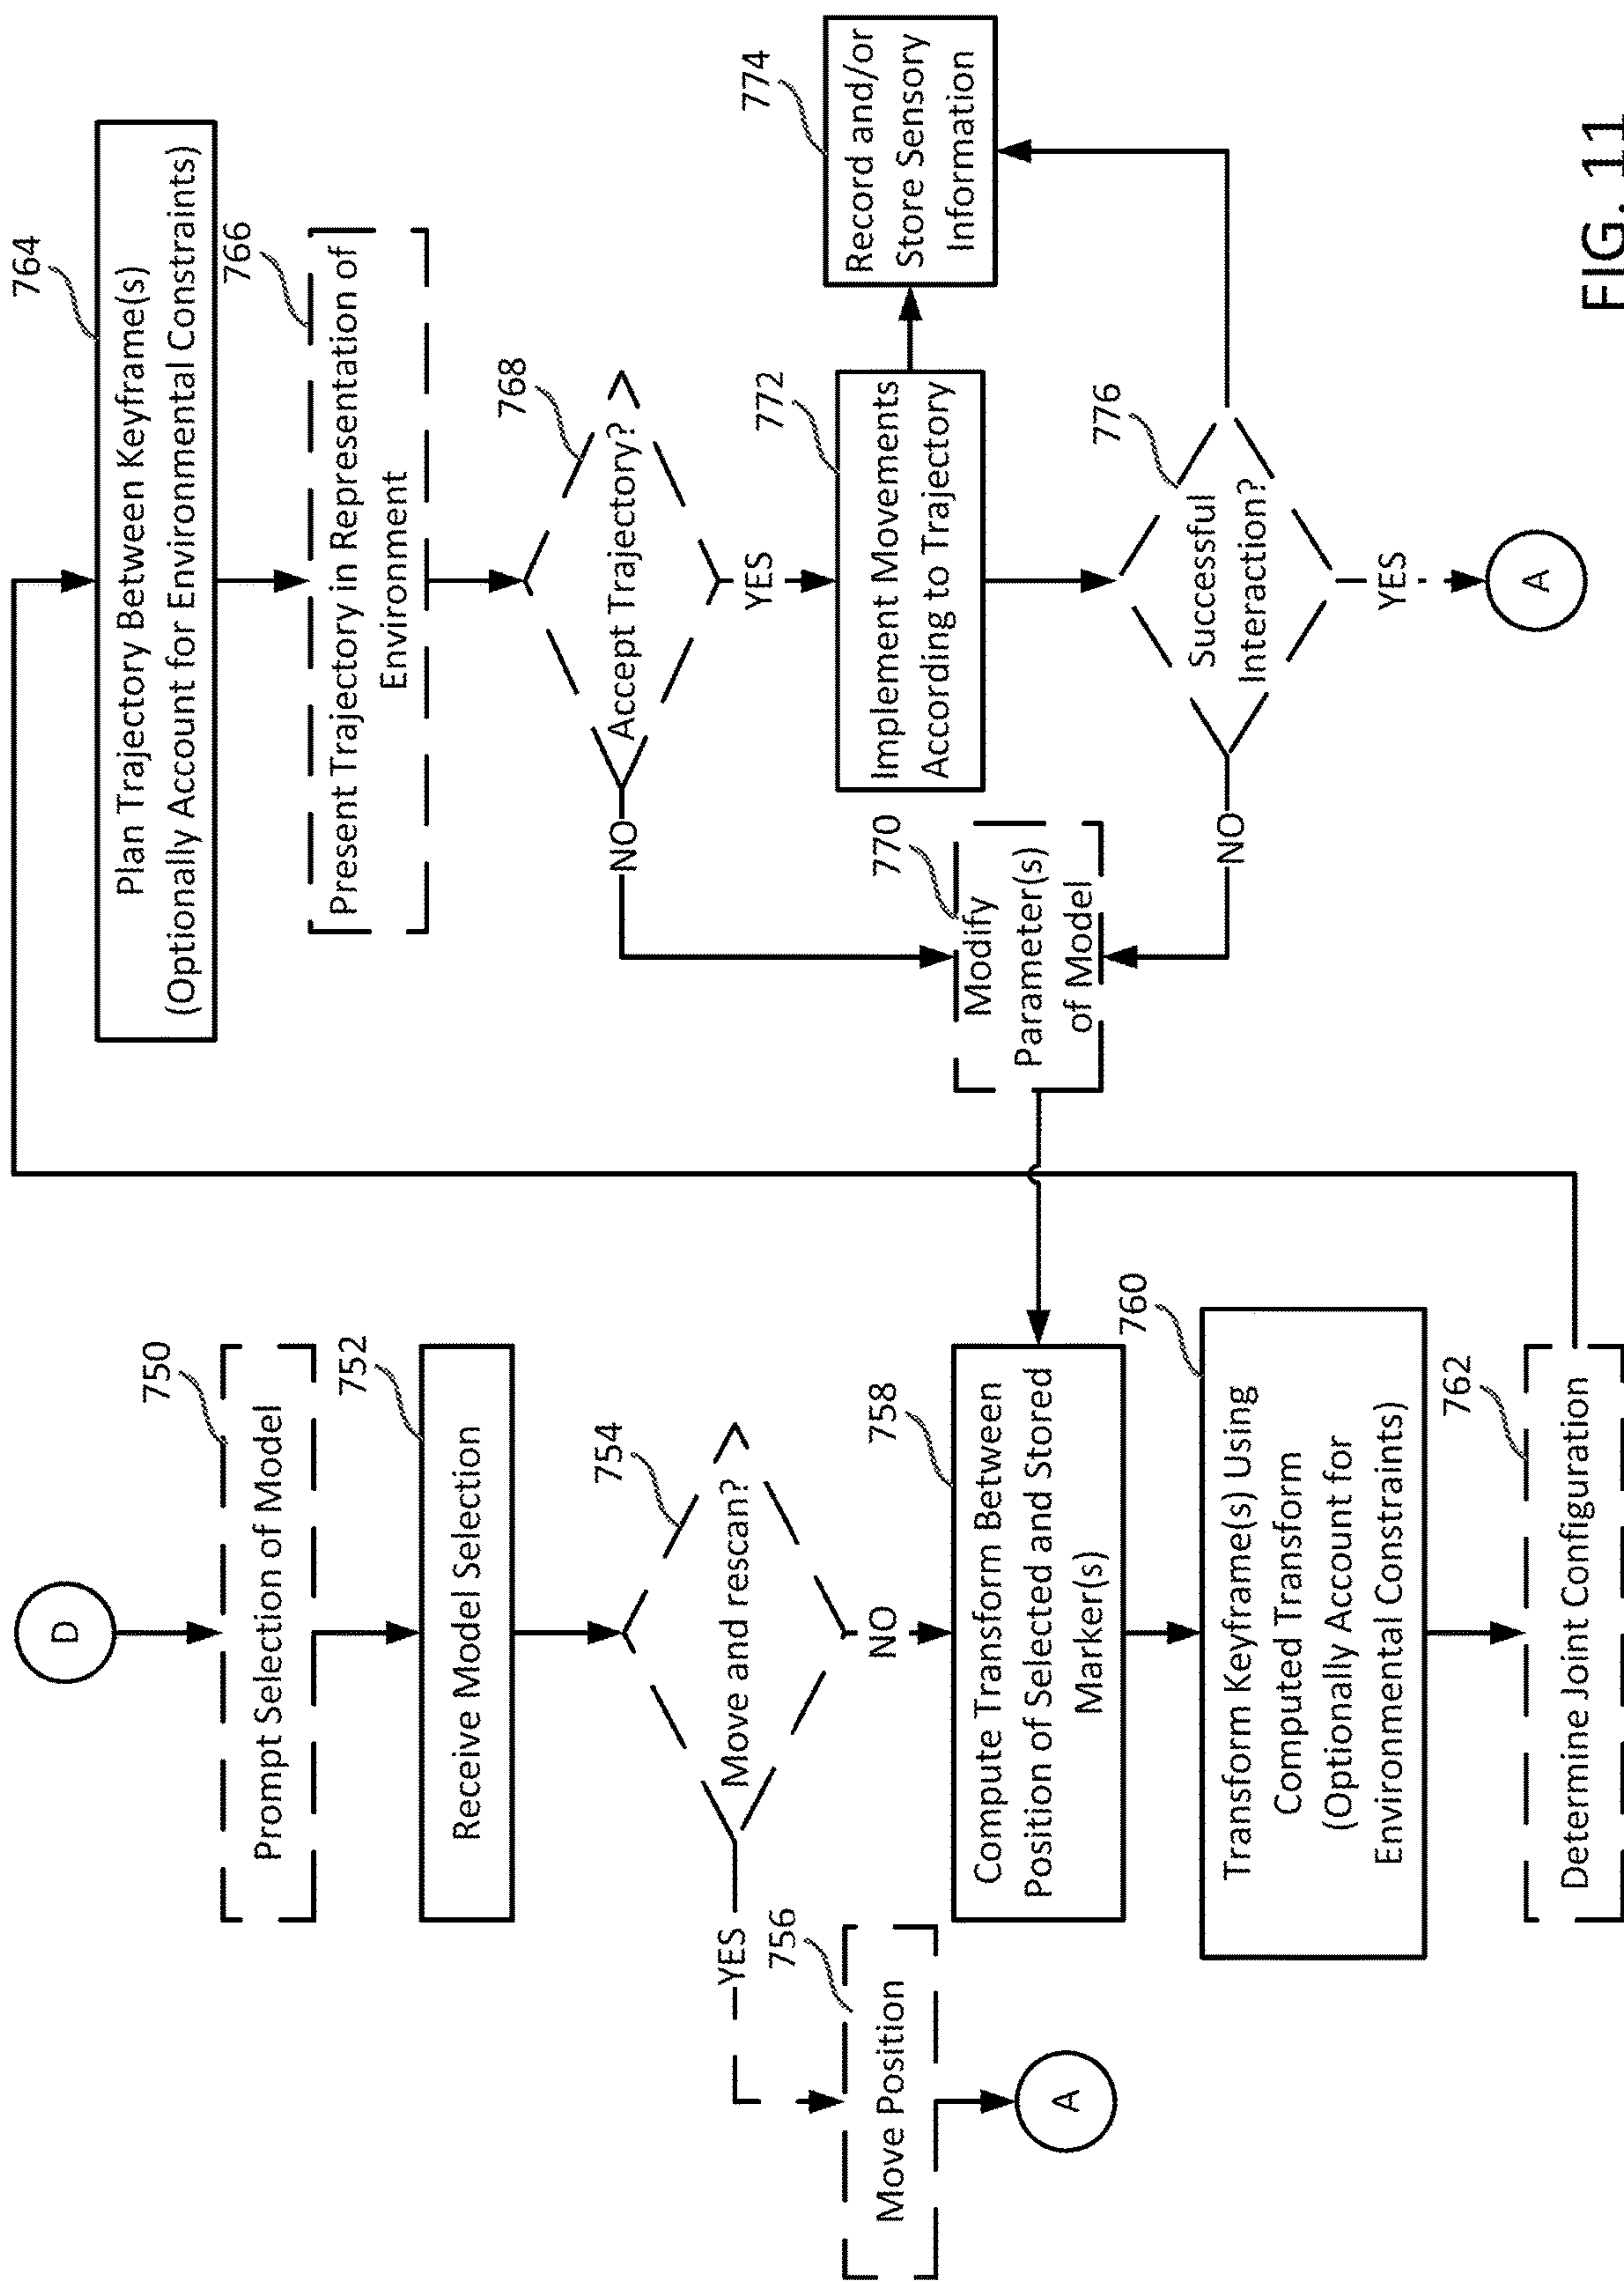 D
750
Prompt Selection of Model
752
Receive Model Selection
754
Move and rescan?
YES
NO
756
Move Position
A
758
Compute Transform Between
Position of Selected and Stored
Marker(s)
760
Transform Keyframe(s) Using
Computed Transform
(Optionally Account for
Environmental Constraints)
762
Determine Joint Configuration
764
Plan Trajectory Between Keyframe(s)
(Optionally Account for Environmental Constraints)
766
Present Trajectory in Representation of
Environment
768
Accept Trajectory?
NO
YES
770
Modify
Parameter(s)
of Model
772
Implement Movements
According to Trajectory
774
Record and/or
Store Sensory
Information
776
Successful
Interaction?
NO
YES
A
FIG. 11